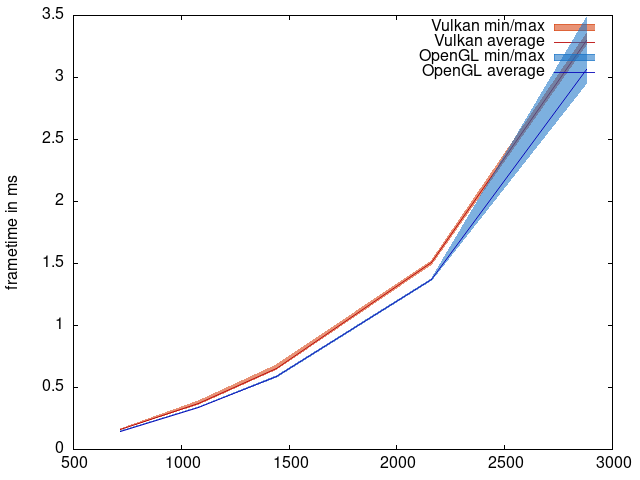 3.5
3
2.5
2
1.5
1
0.5
0
frametime in ms
Vulkan min/max
Vulkan average
OpenGL min/max
OpenGL average
500
1000
1500
2000
2500
3000